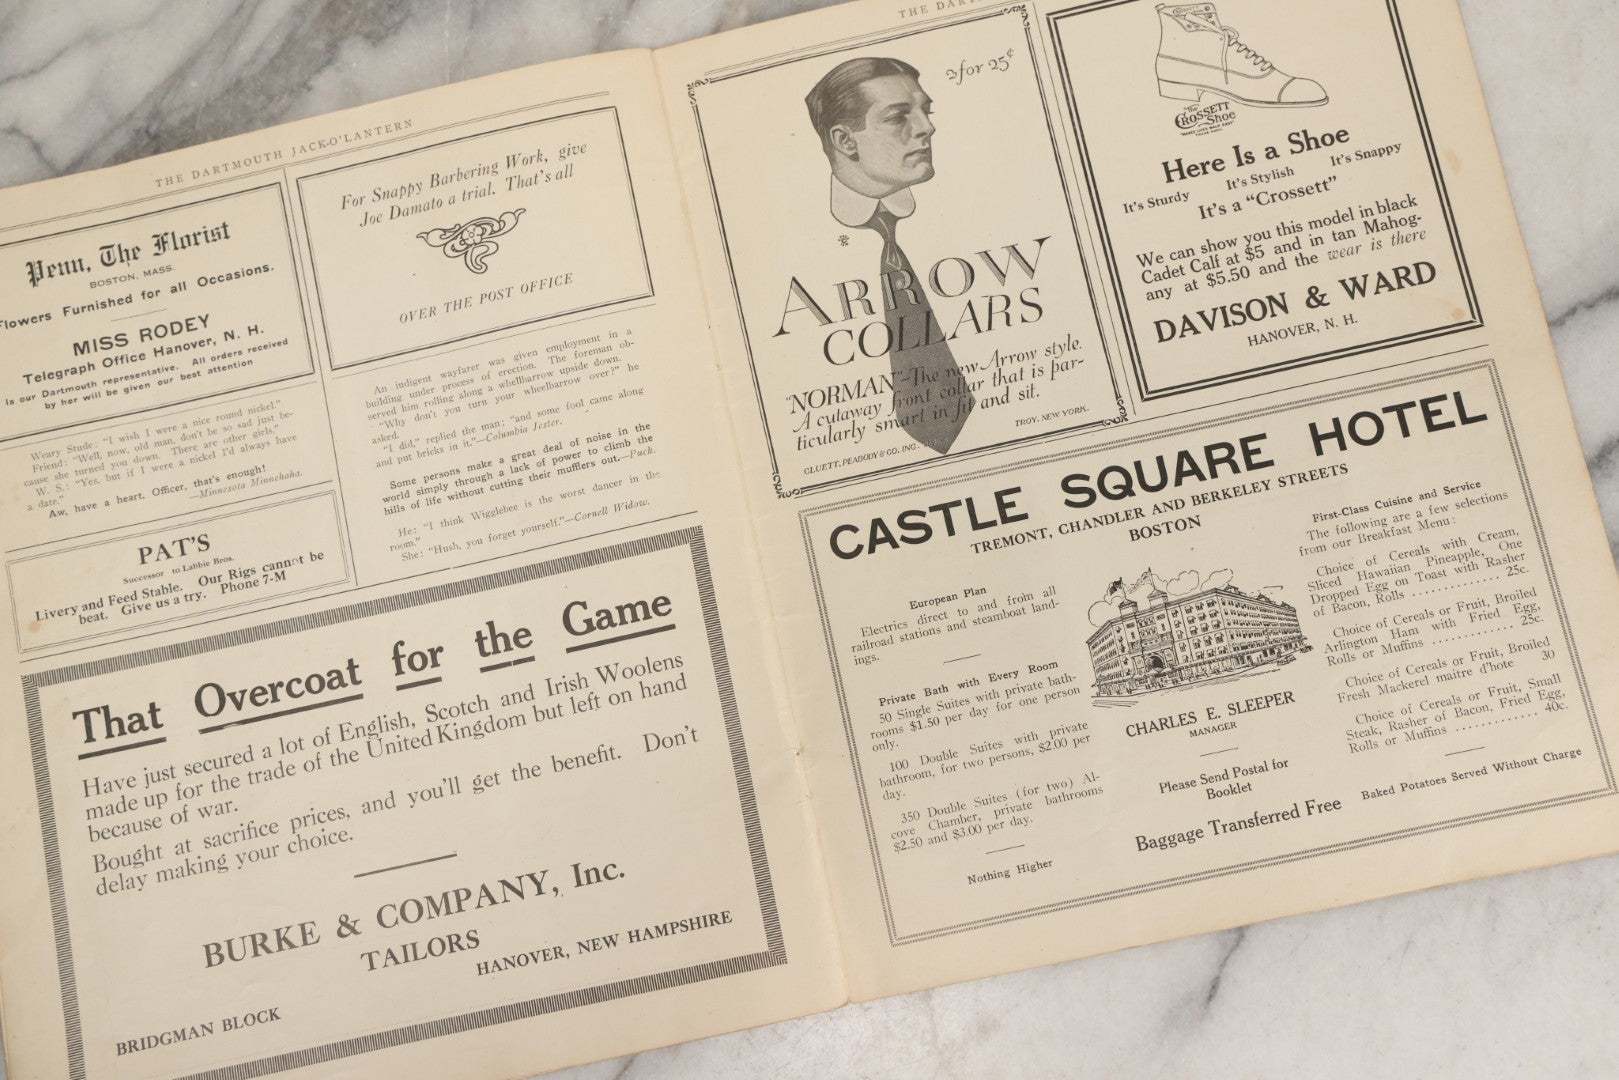 THE DARTMOUTH JACK-O'LANTERN
Penn, The Florist
BOSTON, MASS.
Flowers Furnished for all Occasions.
MISS RODEY
Telegraph Office Hanover, N. H.
Is our Dartmouth representative. All orders received
by her will be given our best attention
Weary Stude: "I wish I were a nice round nickel."
Friend: "Well, now, old man, don't be so sad just be-
cause she turned you down. There are other girls."
W. S.: "Yes, but if I were a nickel I'd always have
a date."
Aw, have a heart, Officer, that's enough!
—Minnesota Minnehaha.
PAT'S
Successor to Labbie Bros.
Livery and Feed Stable. Our Rigs cannot be
beat. Give us a try. Phone 7-M
For Snappy Barbering Work, give
Joe Damato a trial. That's all
OVER THE POST OFFICE
An indigent wayfarer was given employment in a
building under process of erection. The foreman ob-
served him rolling along a whellbarrow upside down.
"Why don't you turn your wheelbarrow over?" he
asked.
"I did," replied the man; "and some fool came along
and put bricks in it."—Columbia Jester.
Some persons make a great deal of noise in the
world simply through a lack of power to climb the
hills of life without cutting their mufflers out.—Puck.
He: "I think Wigglebee is the worst dancer in the
room."
She: "Hush, you forget yourself."—Cornell Widow.
That Overcoat for the Game
Have just secured a lot of English, Scotch and Irish Woolens
made up for the trade of the United Kingdom but left on hand
because of war.
Bought at sacrifice prices, and you'll get the benefit. Don't
delay making your choice.
BURKE & COMPANY, Inc.
TAILORS
HANOVER, NEW HAMPSHIRE
BRIDGMAN BLOCK
THE DAR
2 for 25¢
ARROW
COLLARS
"NORMAN"-The new Arrow style.
A cutaway front collar that is par-
ticularly smart in fit and sit.
CLUETT, PEABODY & CO. INC. TROY, NEW YORK.
The
CROSSETT
Shoe
"MAKES LIFE'S WALK EASY"
Here Is a Shoe
It's Sturdy It's Stylish It's Snappy
It's a "Crossett"
We can show you this model in black
Cadet Calf at $5 and in tan Mahog-
any at $5.50 and the wear is there
DAVISON & WARD
HANOVER, N. H.
CASTLE SQUARE HOTEL
TREMONT, CHANDLER AND BERKELEY STREETS
BOSTON
European Plan
Electrics direct to and from all
railroad stations and steamboat land-
ings.
Private Bath with Every Room
50 Single Suites with private bath-
rooms $1.50 per day for one person
only.
100 Double Suites with private
bathroom, for two persons, $2.00 per
day.
350 Double Suites (for two) Al-
cove Chamber, private bathrooms
$2.50 and $3.00 per day.
Nothing Higher
CHARLES E. SLEEPER
MANAGER
Please Send Postal for
Booklet
Baggage Transferred Free
First-Class Cuisine and Service
The following are a few selections
from our Breakfast Menu:
Choice of Cereals with Cream,
Sliced Hawaiian Pineapple, One
Dropped Egg on Toast with Rasher
of Bacon, Rolls .......... 25c.
Choice of Cereals or Fruit, Broiled
Arlington Ham with Fried Egg,
Rolls or Muffins ............. 25c.
Choice of Cereals or Fruit, Broiled
Fresh Mackerel maitre d'hote 30
Choice of Cereals or Fruit, Small
Steak, Rasher of Bacon, Fried Egg,
Rolls or Muffins ............. 40c.
Baked Potatoes Served Without Charge